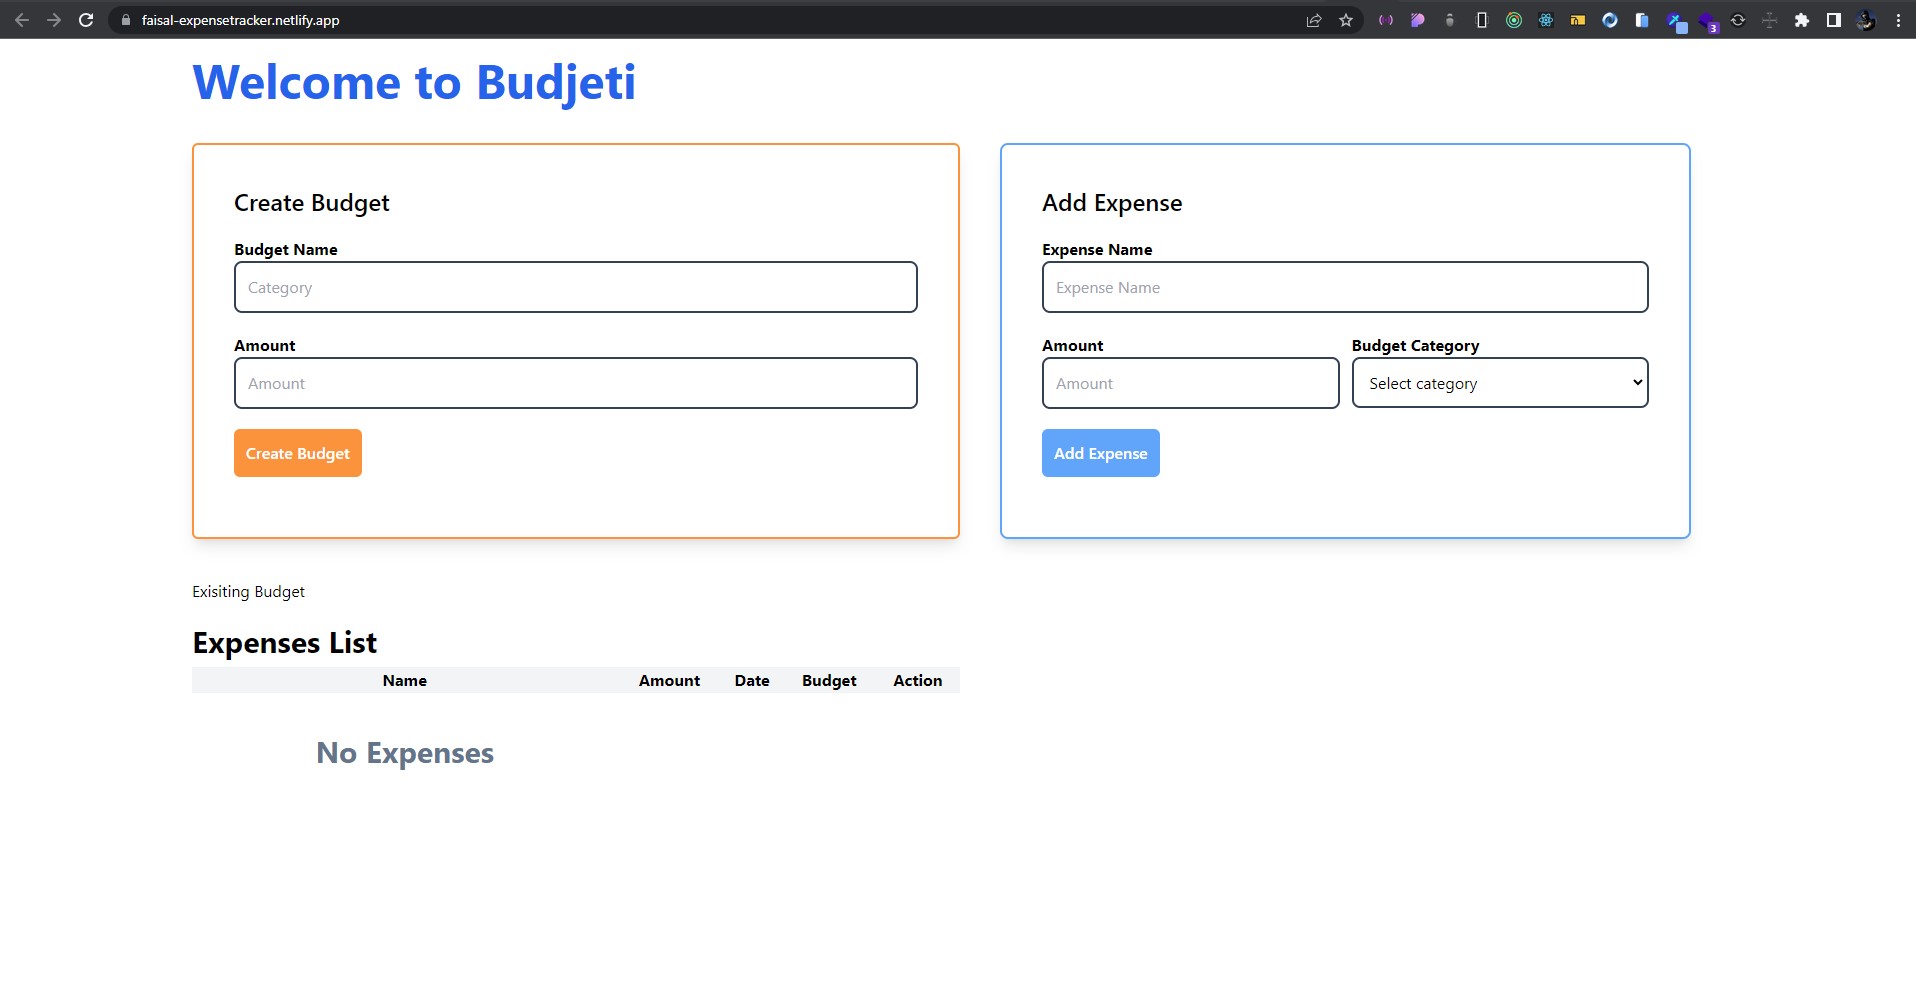 faisal-expensetracker.netlify.app
3
Welcome to Budjeti
Create Budget
Budget Name
Category
Amount
Amount
Create Budget
Add Expense
Expense Name
Expense Name
Amount
Budget Category
Amount
Select category
Add Expense
Exisiting Budget
Expenses List
Name Amount Date Budget Action
No Expenses